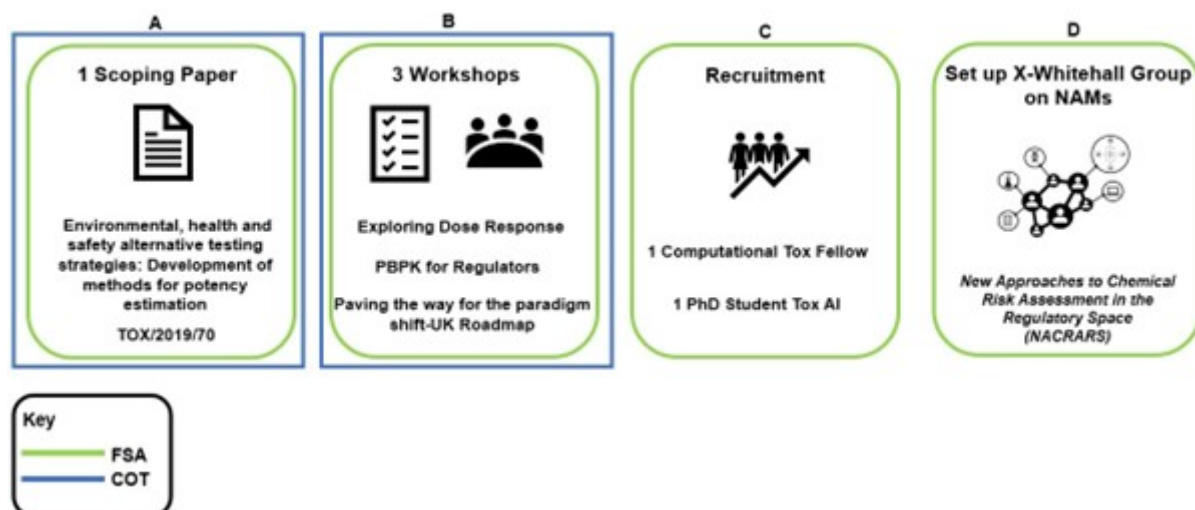 A
1 Scoping Paper
Environmental, health and
safety alternative testing
strategies: Development of
methods for potency
estimation
TOX/2019/70
B
3 Workshops
Exploring Dose Response
PBPK for Regulators
Paving the way for the paradigm
shift-UK Roadmap
C
Recruitment
1 Computational Tox Fellow
1 PhD Student Tox AI
D
Set up X-Whitehall Group
on NAMs
New Approaches to Chemical
Risk Assessment in the
Regulatory Space
(NACRARS)
Key
FSA
COT